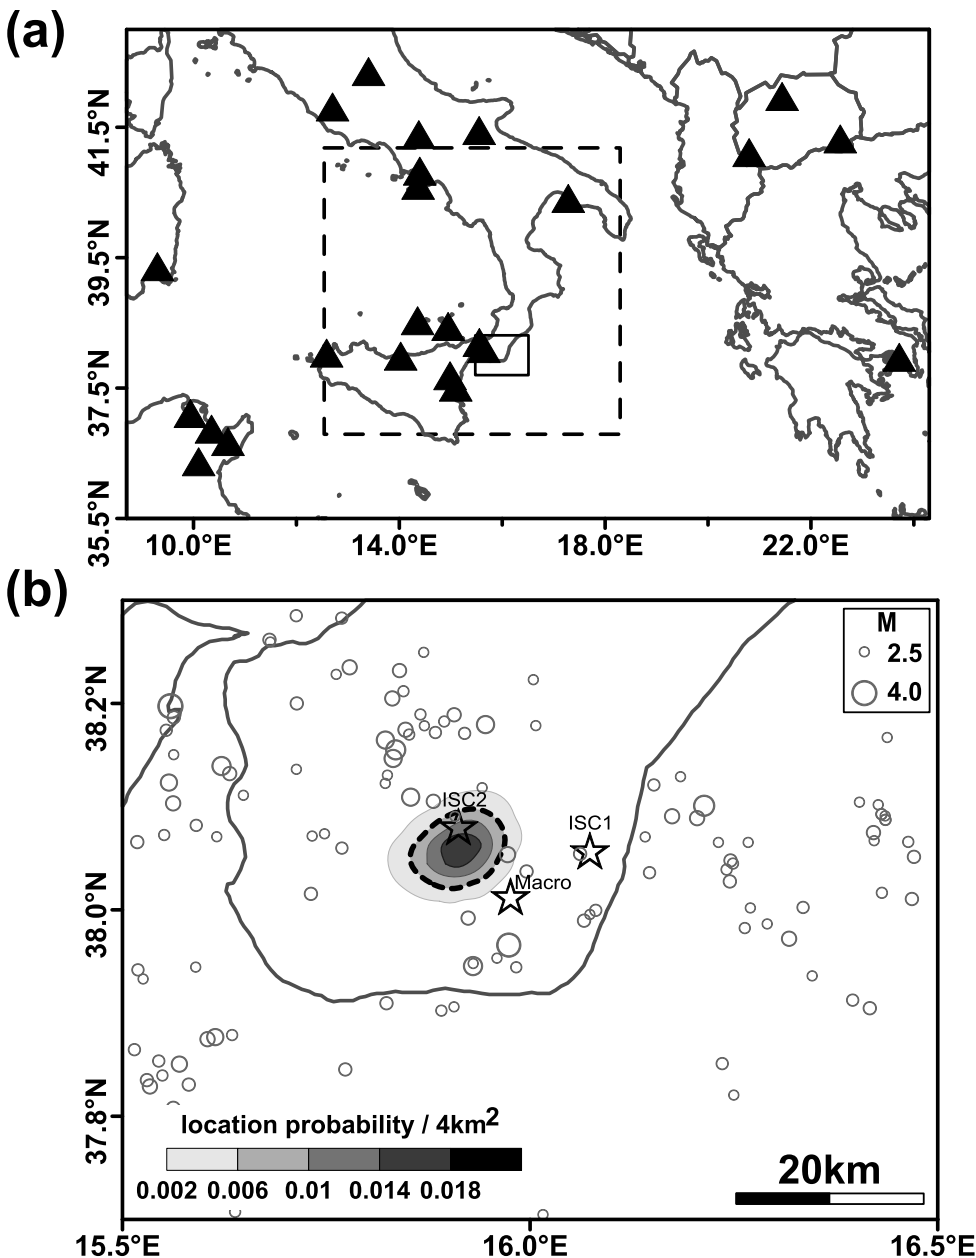 (a)
41.5°N
39.5°N
37.5°N
35.5°N
10.0°E 14.0°E 18.0°E 22.0°E
(b)
M
2.5
4.0
38.2°N
ISC2
ISC1
Macro
38.0°N
37.8°N
location probability / 4km2
0.002 0.006 0.01 0.014 0.018
20km
15.5°E 16.0°E 16.5°E